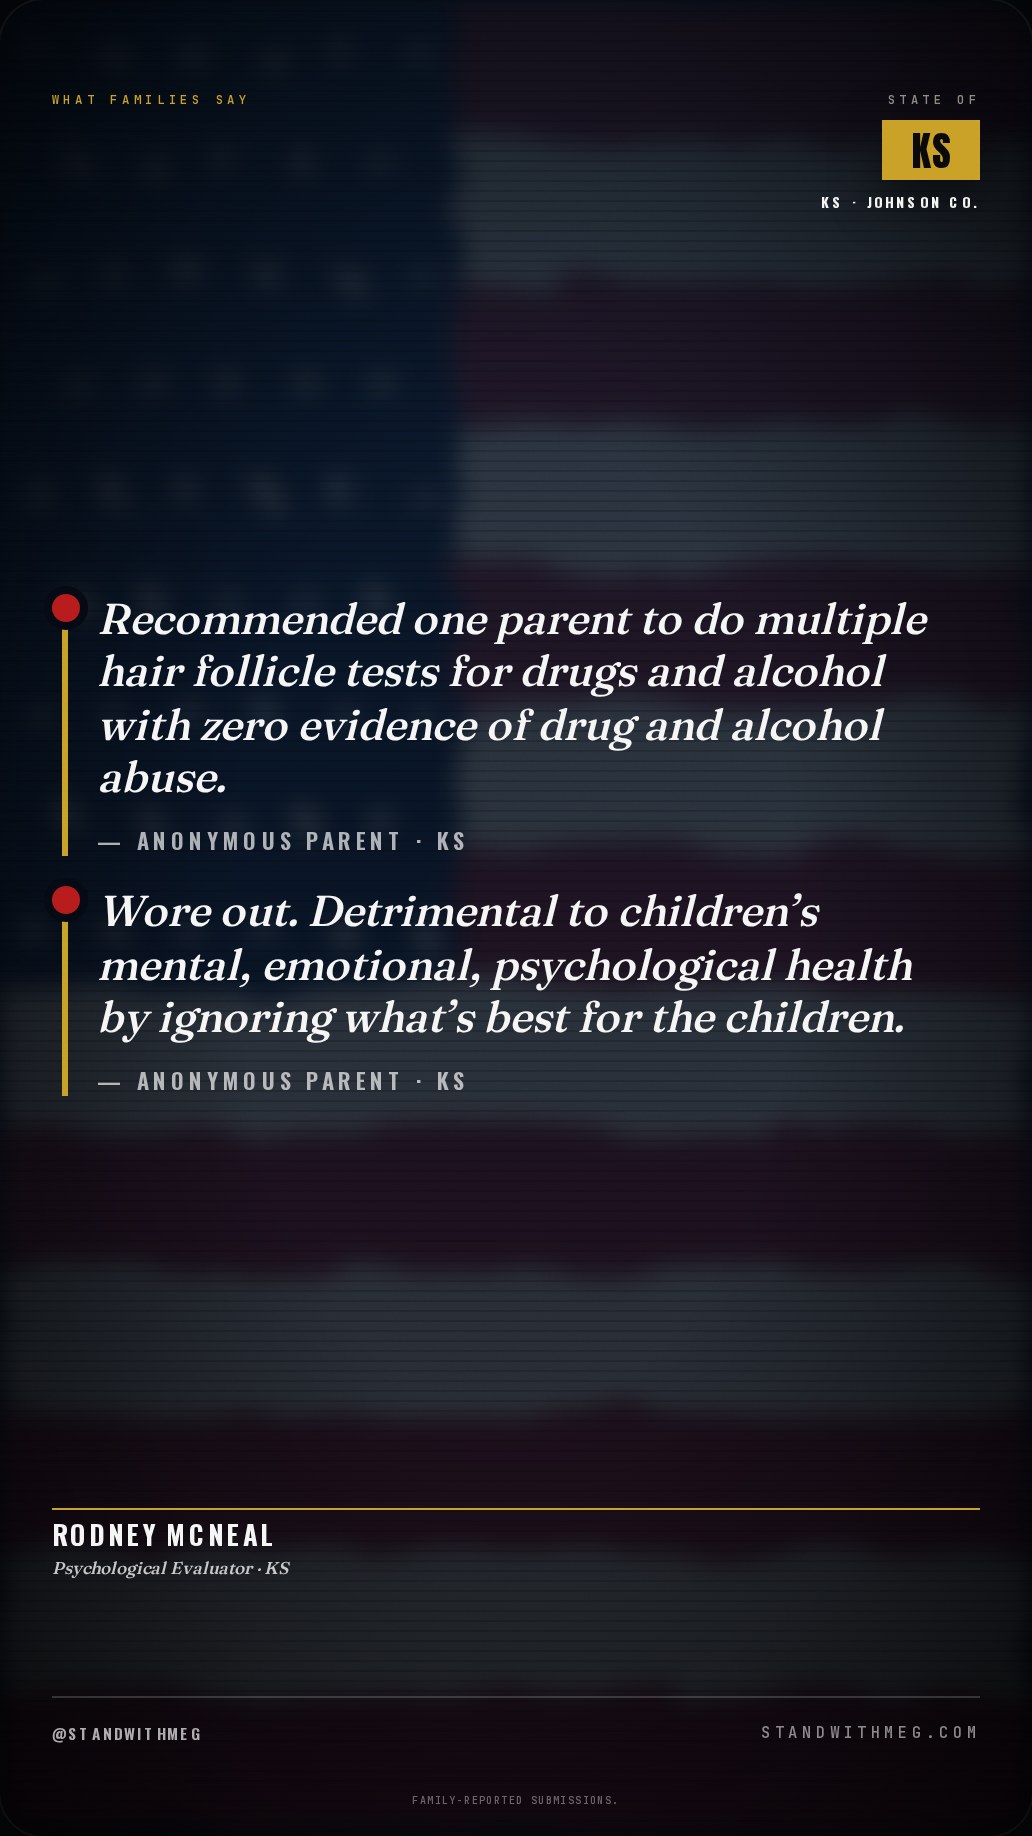 WHAT FAMILIES SAY
STATE OF
KS
KS · JOHNSON CO.
Recommended one parent to do multiple
hair follicle tests for drugs and alcohol
with zero evidence of drug and alcohol
abuse.
— ANONYMOUS PARENT · KS
Wore out. Detrimental to children’s
mental, emotional, psychological health
by ignoring what’s best for the children.
— ANONYMOUS PARENT · KS
RODNEY MCNEAL
Psychological Evaluator · KS
@STANDWITHMEG
STANDWITHMEG.COM
FAMILY-REPORTED SUBMISSIONS.